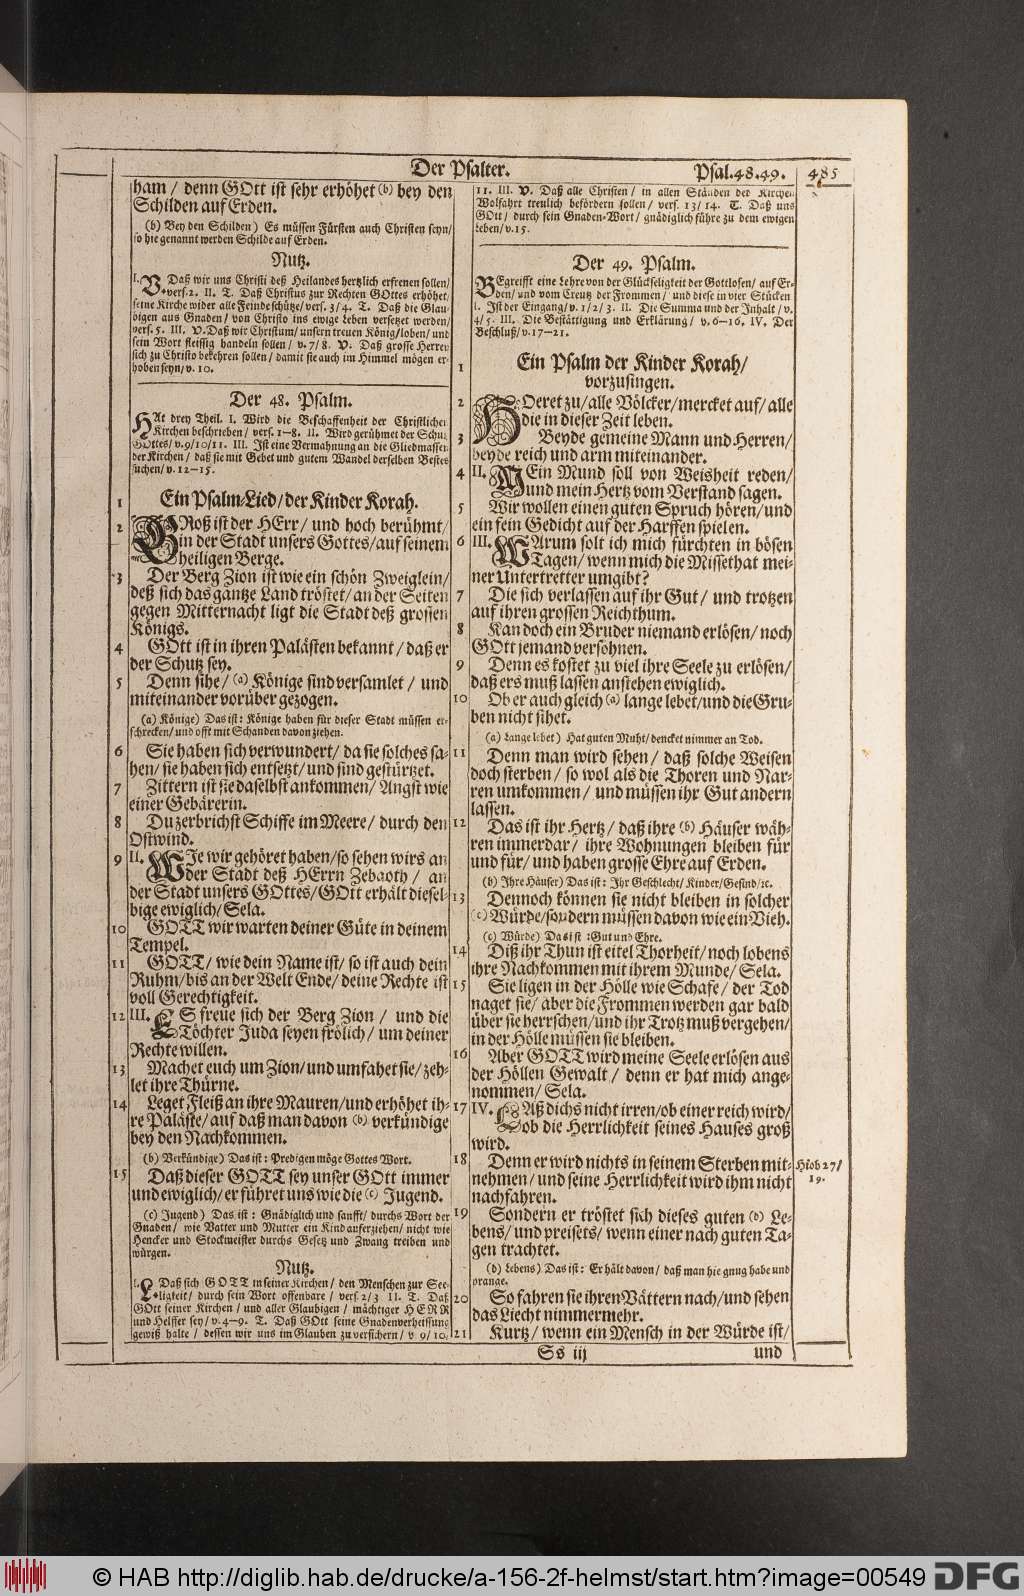 Der Psalter.
Psal.48.49.
485
ham / denn GOtt ist sehr erhöhet (b) bey den
Schilden auf Erden.
(b) Bey den Schilden) Es müssen Fürsten auch Christen seyn/
so hie genannt werden Schilde auf Erden.
Nutz.
I. V. Daß wir uns Christi deß Heilandes hertzlich erfreuen sollen/
vers.2. II. T. Daß Christus zur Rechten GOttes erhöhet/
seine Kirche wider alle Feinde schütze/ vers. 3/ 4. T. Daß die Glau-
bigen aus Gnaden / von Christo ins ewige Leben versetzet werden/
vers. 5. III. V. Daß wir Christum/ unsern treuen König/loben/ und
sein Wort fleissig handeln sollen / v. 7/ 8. V. Daß grosse Herren
sich zu Christo bekehren sollen / damit sie auch im Himmel mögen er-
hoben seyn/ v. 10.
Der 48. Psalm.
HAt drey Theil. I. Wird die Beschaffenheit der Christlichen
Kirchen beschrieben / vers. 1-8. II. Wird gerühmet der Schutz
GOttes/ v.9/10/11. III. Ist eine Vermahnung an die Gliedmassen
der Kirchen/ daß sie mit Gebet und gutem Wandel derselben Bestes
suchen/ v. 12-15.
1 Ein Psalm-Lied/ der Kinder Korah.
2 GRoß ist der HErr/ und hoch berühmt/
in der Stadt unsers Gottes/auf seinem
heiligen Berge.
3 Der Berg Zion ist wie ein schön Zweiglein/
deß sich das gantze Land tröstet/ an der Seiten
gegen Mitternacht ligt die Stadt deß grossen
Königs.
4 GOtt ist in ihren Palästen bekannt / daß er
der Schutz sey.
5 Denn sihe/ (a) Könige sind versamlet / und
miteinander vorüber gezogen.
(a) Könige) Das ist: Könige haben für dieser Stadt müssen er-
schrecken/ und offt mit Schanden davon ziehen.
6 Sie haben sich verwundert/ da sie solches sa-
hen/ sie haben sich entsetzt/ und sind gestürtzet.
7 Zittern ist sie daselbst ankommen/ Angst wie
einer Gebärerin.
8 Du zerbrichst Schiffe im Meere/ durch den
Ostwind.
9 II. WIe wir gehöret haben/so sehen wirs an
der Stadt deß HErrn Zebaoth / an
der Stadt unsers GOttes/ GOtt erhält diesel-
bige ewiglich/ Sela.
10 GOTT wir warten deiner Güte in deinem
Tempel.
11 GOTT/ wie dein Name ist/ so ist auch dein
Ruhm/ bis an der Welt Ende/ deine Rechte ist
voll Gerechtigkeit.
12 III. ES freue sich der Berg Zion / und die
Töchter Juda seyen frölich/ um deiner
Rechte willen.
13 Machet euch um Zion/ und umfahet sie/ zeh-
let ihre Thürne.
14 Leget Fleiß an ihre Mauren/ und erhöhet ih-
re Paläste/ auf daß man davon (b) verkündige
bey den Nachkommen.
(b) Verkündige) Das ist: Predigen möge Gottes Wort.
15 Daß dieser GOTT sey unser GOtt immer
und ewiglich/ er führet uns wie die (c) Jugend.
(c) Jugend) Das ist: Gnädiglich und sanfft/ durchs Wort der
Gnaden/ wie Vatter und Mutter ein Kind auferziehen/ nicht wie
Hencker und Stockmeister durchs Gesetz und Zwang treiben und
würgen.
Nutz.
I. L. Daß sich GOTT in seiner Kirchen/ den Menschen zur See-
ligkeit/ durch sein Wort offenbare / vers. 2/3 II. T. Daß
GOtt seiner Kirchen / und aller Glaubigen / mächtiger HERR
und Helffer sey/ v. 4-9. T. Daß GOtt seine Gnadenverheissung
gewiß halte / dessen wir uns im Glauben zu versichern/ v 9/10.
11. III. V. Daß alle Christen / in allen Ständen der Kirchen
Wolfahrt treulich befördern sollen / vers. 13/ 14. T. Daß uns
GOtt / durch sein Gnaden-Wort / gnädiglich führe zu dem ewigen
Leben/ v.15.
Der 49. Psalm.
BEgreifft eine Lehre von der Glückseligkeit der Gottlosen/ auf Er-
den/ und vom Creutz der Frommen / und diese in vier Stücken
I. Ist der Eingang/ v. 1/ 2/ 3. II. Die Summa und der Inhalt / v.
4/ 5. III. Die Bestättigung und Erklärung / v. 6-16. IV. Der
Beschluß/ v. 17-21.
1 Ein Psalm der Kinder Korah/
vorzusingen.
2 HOeret zu/ alle Völcker/ mercket auf/ alle
die in dieser Zeit leben.
3 Beyde gemeine Mann und Herren/
beyde reich und arm miteinander.
4 II. MEin Mund soll von Weisheit reden/
und mein Hertz vom Verstand sagen.
5 Wir wollen einen guten Spruch hören/ und
ein fein Gedicht auf der Harffen spielen.
6 III. WArum solt ich mich fürchten in bösen
Tagen/ wenn mich die Missethat mei-
ner Untertretter umgibt?
7 Die sich verlassen auf ihr Gut / und trotzen
auf ihren grossen Reichthum.
8 Kan doch ein Bruder niemand erlösen/ noch
GOtt jemand versöhnen.
9 Denn es kostet zu viel ihre Seele zu erlösen/
daß ers muß lassen anstehen ewiglich.
10 Ob er auch gleich (a) lange lebet/ und die Gru-
ben nicht sihet.
(a) Lange lebet) Hat guten Muht/ dencket nimmer an Tod.
11 Denn man wird sehen / daß solche Weisen
doch sterben / so wol als die Thoren und Nar-
ren umkommen / und müssen ihr Gut andern
lassen.
12 Das ist ihr Hertz/ daß ihre (b) Häuser wäh-
ren immerdar / ihre Wohnungen bleiben für
und für/ und haben grosse Ehre auf Erden.
(b) Ihre Häuser) Das ist: Ihr Geschlecht/ Kinder/ Gesind/ ꝛc.
13 Dennoch können sie nicht bleiben in solcher
(c) Würde/ sondern müssen davon wie ein Vieh.
(c) Würde) Das ist: Gut und Ehre.
14 Diß ihr Thun ist eitel Thorheit/ noch lobens
ihre Nachkommen mit ihrem Munde/ Sela.
15 Sie ligen in der Hölle wie Schafe/ der Tod
naget sie/ aber die Frommen werden gar bald
über sie herrschen/ und ihr Trotz muß vergehen/
in der Hölle müssen sie bleiben.
16 Aber GOTT wird meine Seele erlösen aus
der Höllen Gewalt / denn er hat mich ange-
nommen/ Sela.
17 IV. LAß dichs nicht irren/ ob einer reich wird/
ob die Herrlichkeit seines Hauses groß
wird.
18 Denn er wird nichts in seinem Sterben mit-
nehmen/ und seine Herrlichkeit wird ihm nicht
nachfahren.
Hiob 27/
19.
19 Sondern er tröstet sich dieses guten (d) Le-
bens/ und preisets/ wenn einer nach guten Ta-
gen trachtet.
(d) Lebens) Das ist: Er hält davon / daß man hie gnug habe und
prange.
20 So fahren sie ihren Vättern nach/ und sehen
das Liecht nimmermehr.
21 Kurtz/ wenn ein Mensch in der Würde ist/
Ss iij
und
© HAB http://diglib.hab.de/drucke/a-156-2f-helmst/start.htm?image=00549
DFG